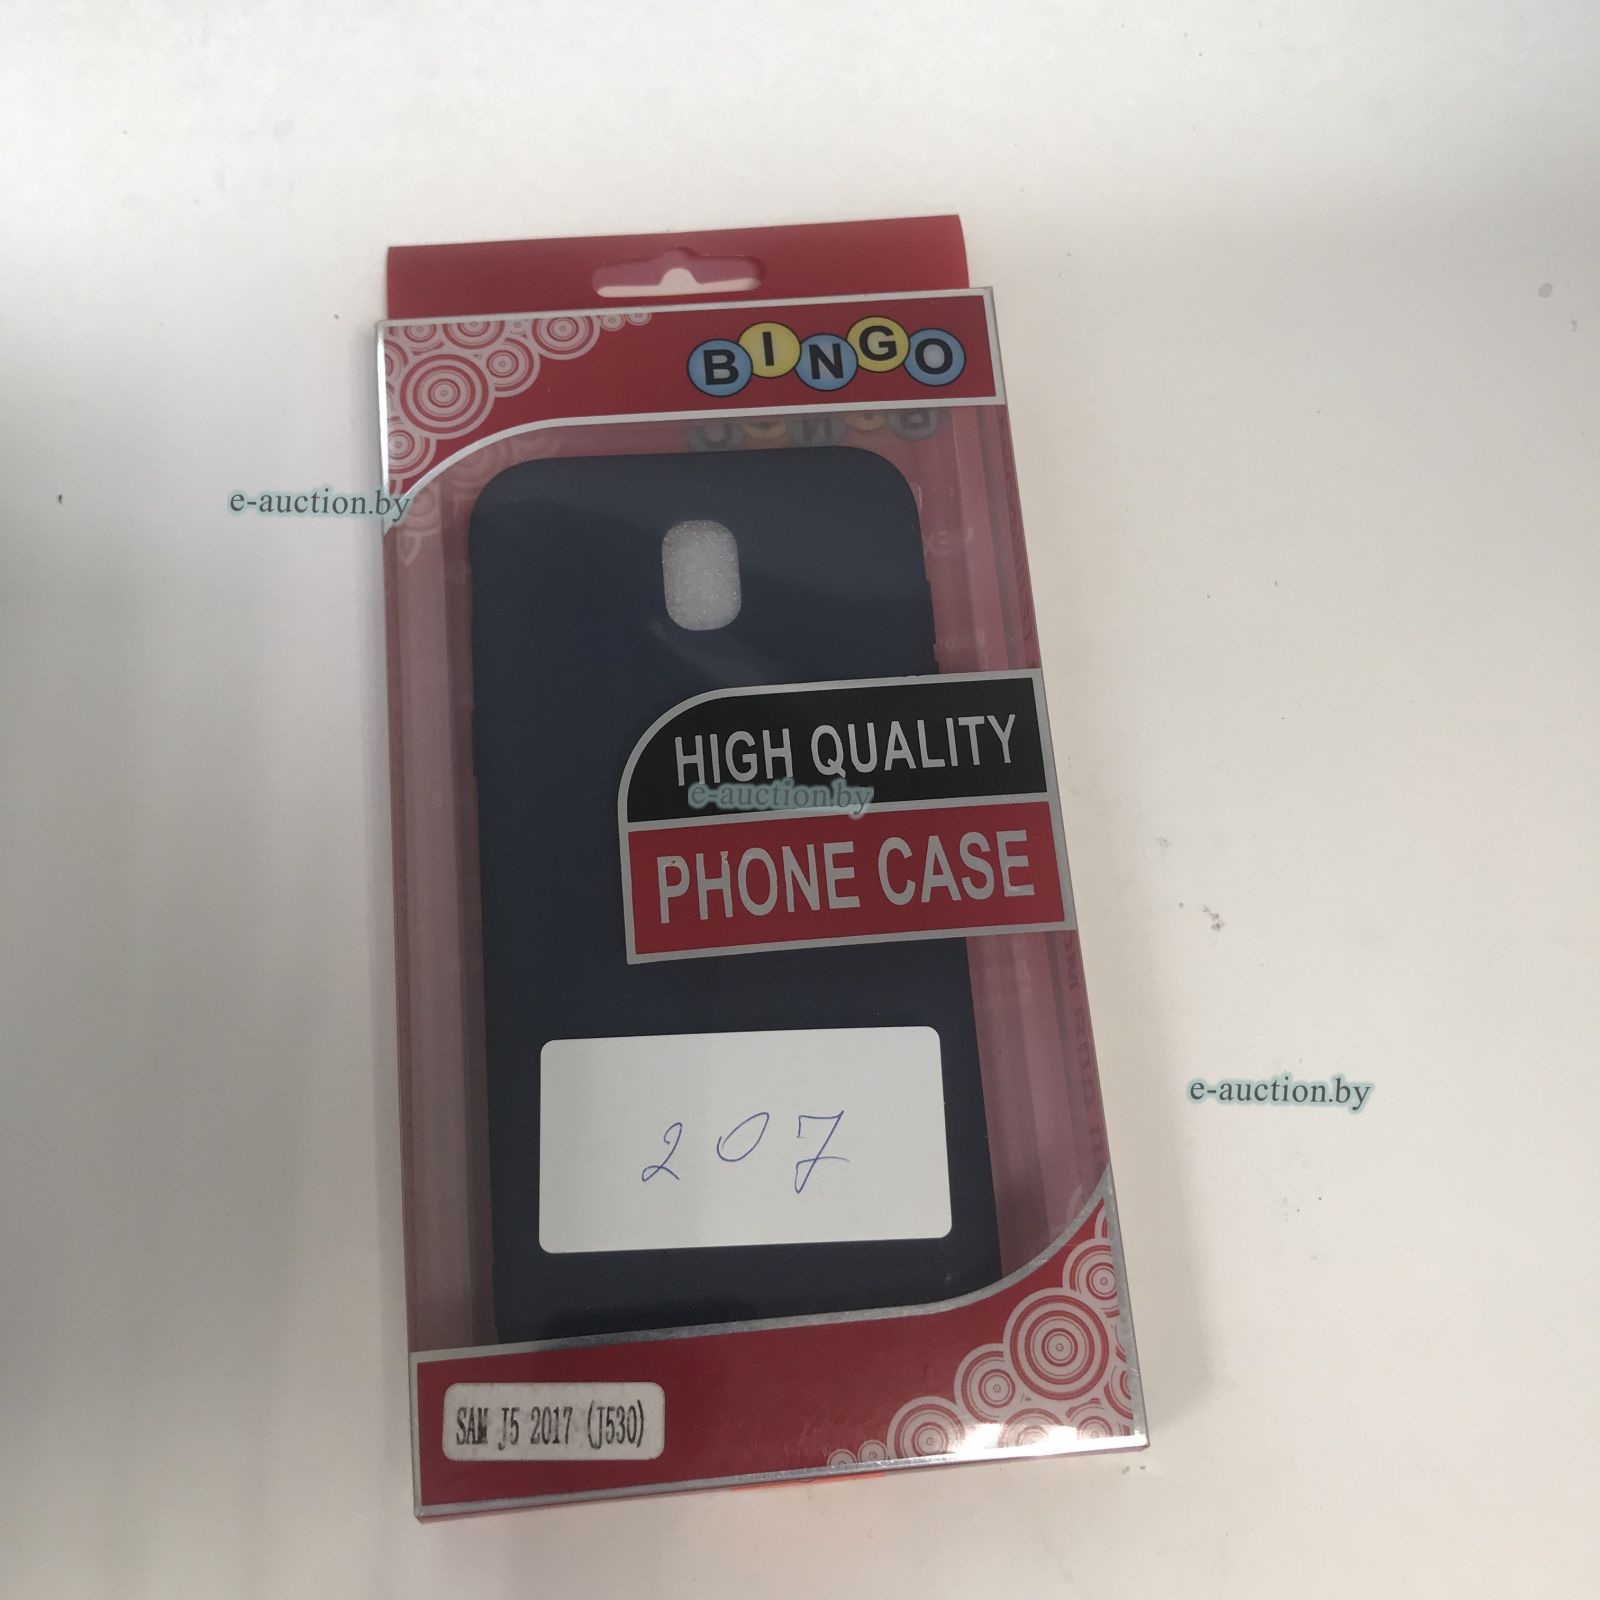 BINGO
e-auction.by
HIGH QUALITY
e-auction.by
PHONE CASE
e-auction.by
207
SAM J5 2017 (J530)